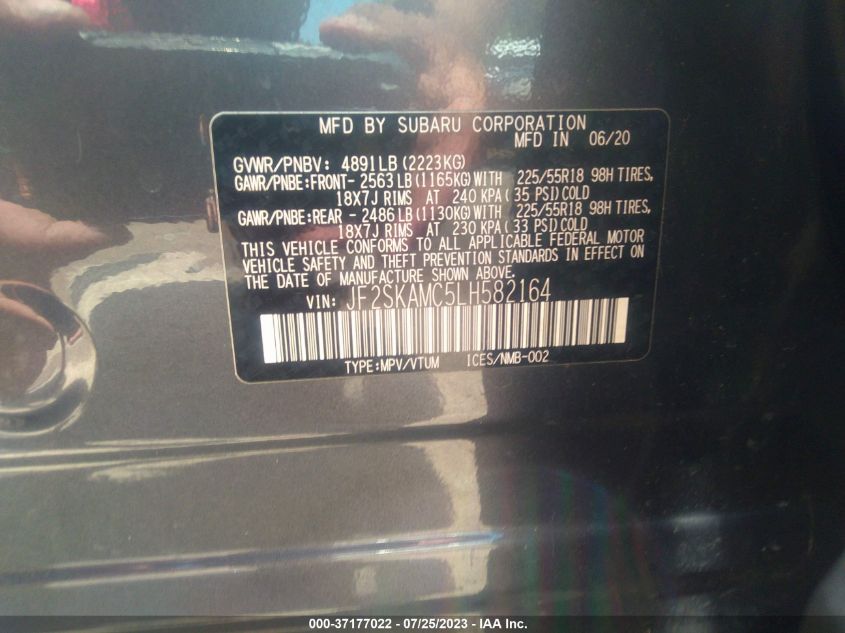 MFD BY SUBARU CORPORATION
MFD IN 06/20
GVWR/PNBV: 4891LB (2223KG)
GAWR/PNBE:FRONT- 2563 LB (1165KG) WITH 225/55R18 98H TIRES,
18X7J RIMS AT 240 KPA ( 35 PSI) COLD
GAWR/PNBE:REAR - 2486 LB (1130KG) WITH 225/55R18 98H TIRES,
18X7J RIMS AT 230 KPA ( 33 PSI) COLD
THIS VEHICLE CONFORMS TO ALL APPLICABLE FEDERAL MOTOR
VEHICLE SAFETY AND THEFT PREVENTION STANDARDS IN EFFECT ON
THE DATE OF MANUFACTURE SHOWN ABOVE.
VIN: JF2SKAMC5LH582164
TYPE:MPV/VTUM ICES/NMB-002
000-37177022 / 07/25/2023 - IAA Inc.